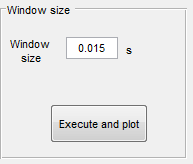 Window size
Window
size
0.015 s
Execute and plot